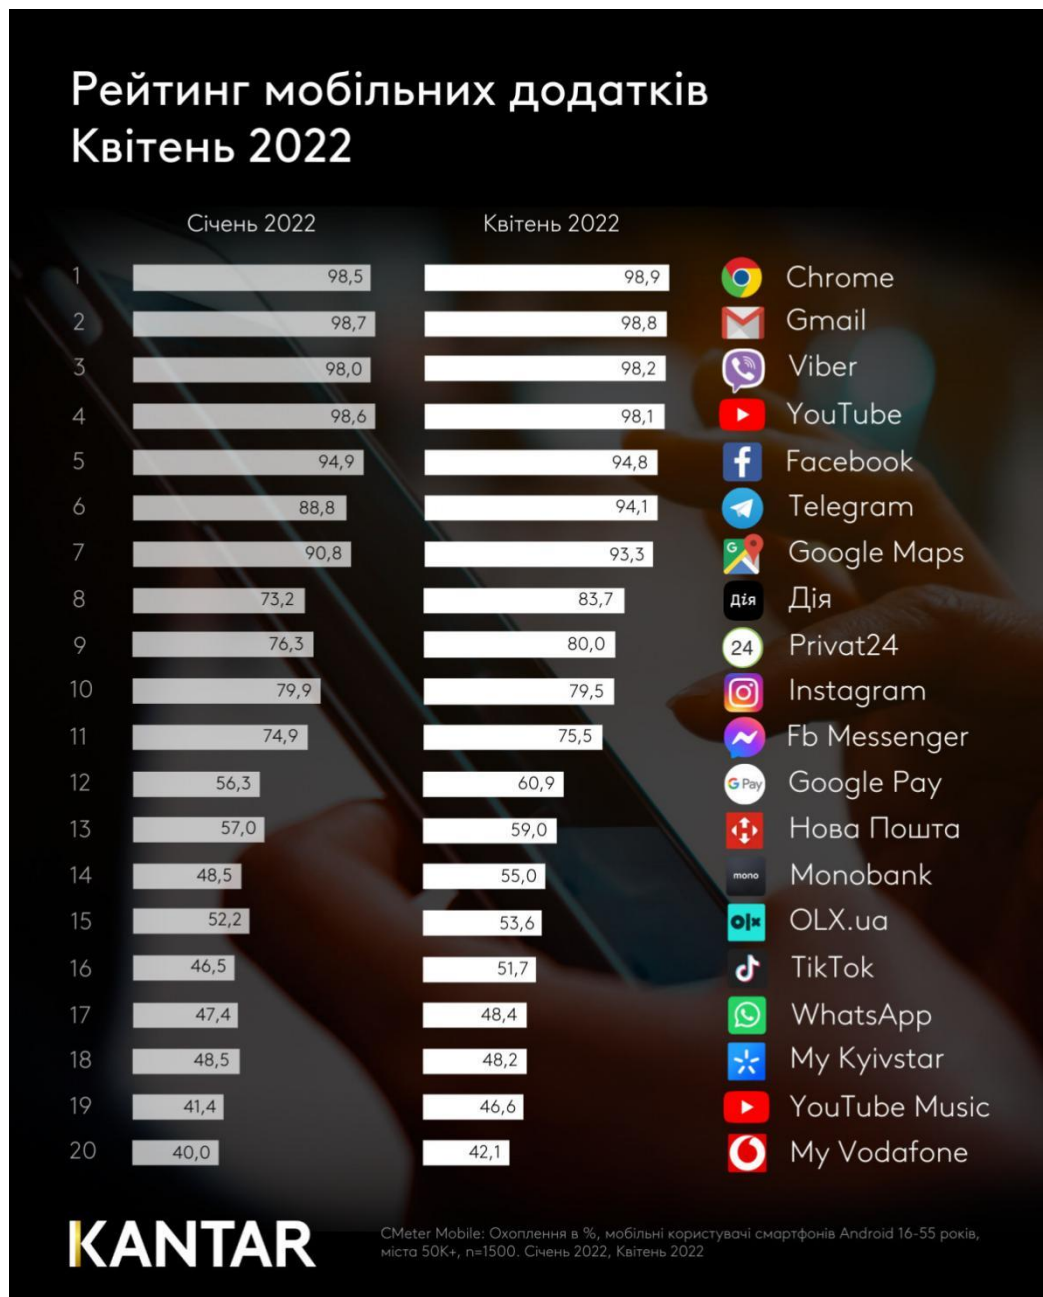 Рейтинг мобільних додатків
Квітень 2022
Січень 2022 Квітень 2022
1 98,5 98,9 Chrome
2 98,7 98,8 Gmail
3 98,0 98,2 Viber
4 98,6 98,1 YouTube
5 94,9 94,8 Facebook
6 88,8 94,1 Telegram
7 90,8 93,3 G Google Maps
8 73,2 83,7 Дія Дія
9 76,3 80,0 24 Privat24
10 79,9 79,5 Instagram
11 74,9 75,5 Fb Messenger
12 56,3 60,9 G Pay Google Pay
13 57,0 59,0 Нова Пошта
14 48,5 55,0 mono Monobank
15 52,2 53,6 olx OLX.ua
16 46,5 51,7 TikTok
17 47,4 48,4 WhatsApp
18 48,5 48,2 My Kyivstar
19 41,4 46,6 YouTube Music
20 40,0 42,1 My Vodafone
KANTAR
CMeter Mobile: Охоплення в %, мобільні користувачі смартфонів Android 16-55 років,
міста 50K+, n=1500. Січень 2022, Квітень 2022